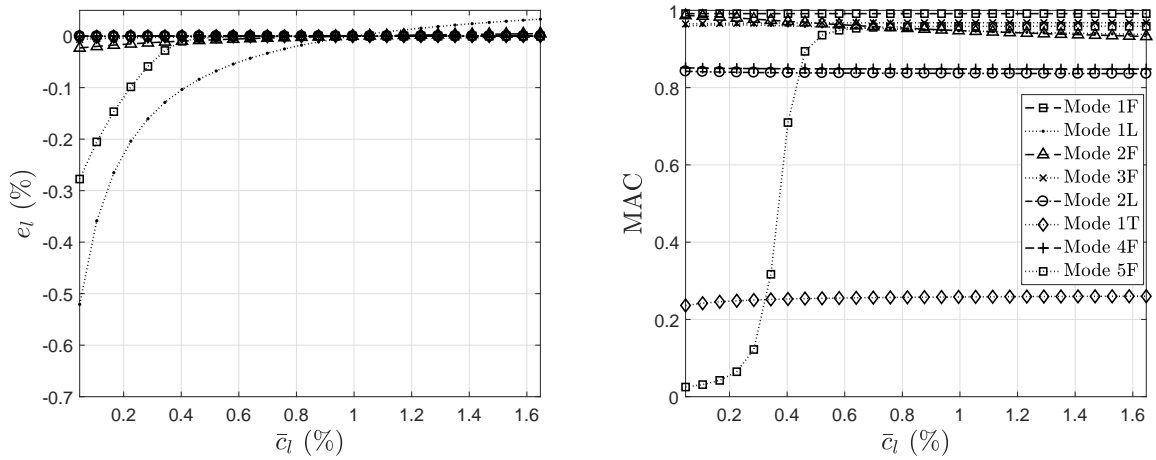 0
-0.1
-0.2
-0.3
-0.4
-0.5
-0.6
-0.7
e_l (%)
0.2 0.4 0.6 0.8 1 1.2 1.4 1.6
c̄_l (%)
1
0.8
0.6
0.4
0.2
0
MAC
Mode 1F
Mode 1L
Mode 2F
Mode 3F
Mode 2L
Mode 1T
Mode 4F
Mode 5F
0.2 0.4 0.6 0.8 1 1.2 1.4 1.6
c̄_l (%)